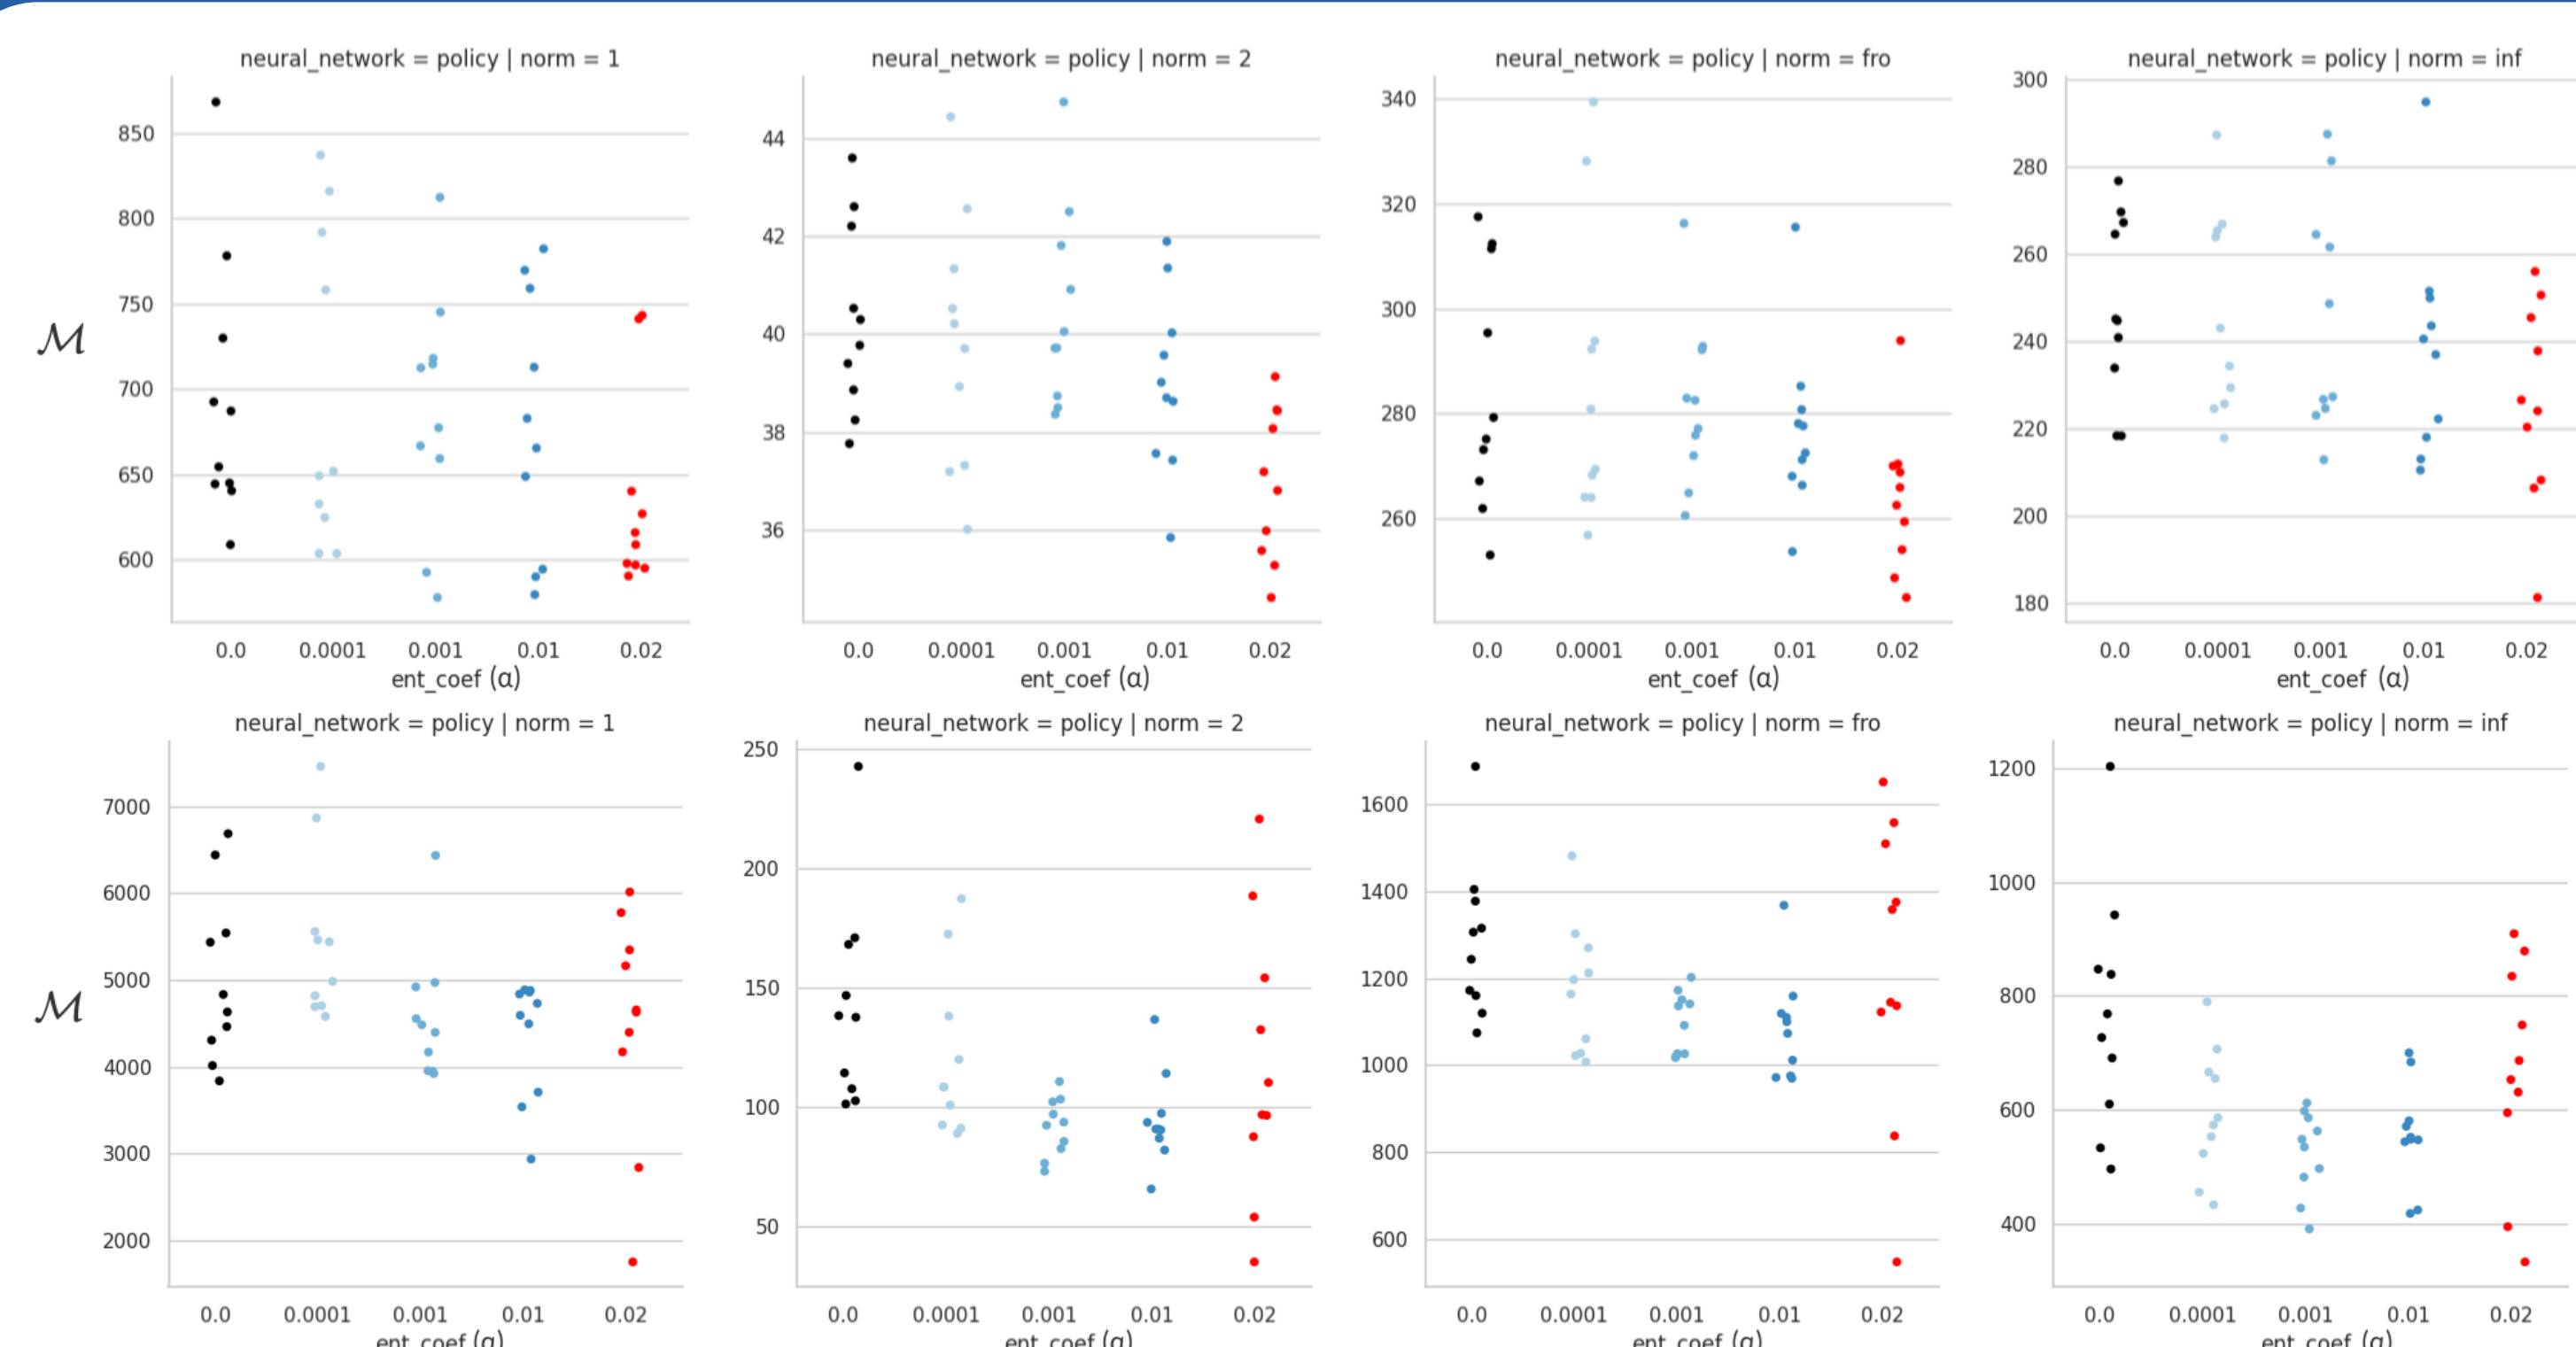 neural_network = policy | norm = 1
neural_network = policy | norm = 2
neural_network = policy | norm = fro
neural_network = policy | norm = inf
ℳ
850
800
750
700
650
600
0.0 0.0001 0.001 0.01 0.02
ent_coef (α)
44
42
40
38
36
0.0 0.0001 0.001 0.01 0.02
ent_coef (α)
340
320
300
280
260
0.0 0.0001 0.001 0.01 0.02
ent_coef (α)
300
280
260
240
220
200
180
0.0 0.0001 0.001 0.01 0.02
ent_coef (α)
neural_network = policy | norm = 1
neural_network = policy | norm = 2
neural_network = policy | norm = fro
neural_network = policy | norm = inf
ℳ
7000
6000
5000
4000
3000
2000
0.0 0.0001 0.001 0.01 0.02
ent_coef (α)
250
200
150
100
50
0.0 0.0001 0.001 0.01 0.02
ent_coef (α)
1600
1400
1200
1000
800
600
0.0 0.0001 0.001 0.01 0.02
ent_coef (α)
1200
1000
800
600
400
0.0 0.0001 0.001 0.01 0.02
ent_coef (α)